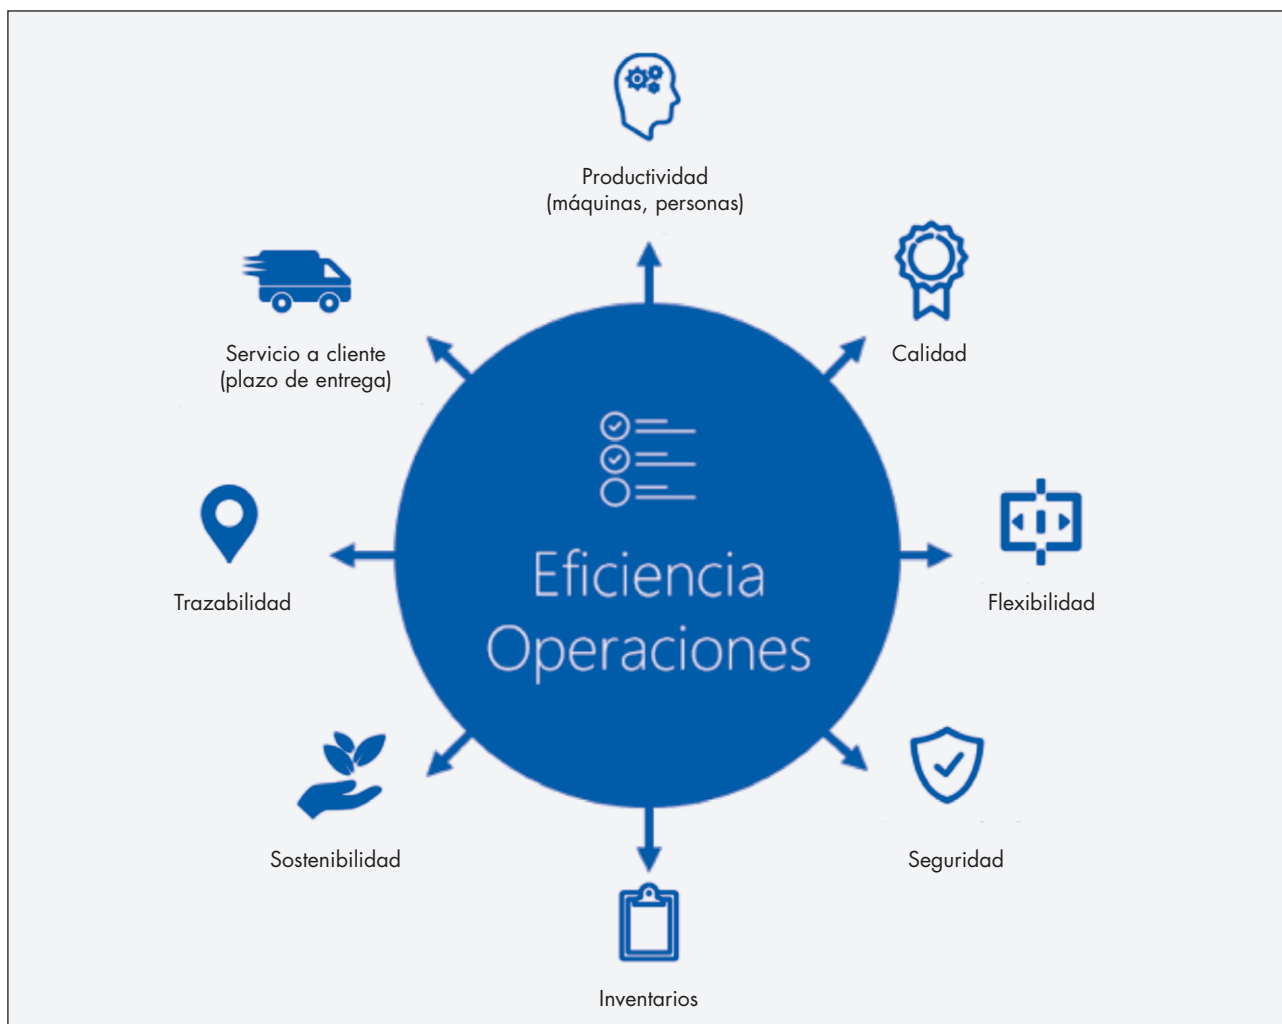 Productividad
(máquinas, personas)
Servicio a cliente
(plazo de entrega)
Calidad
Eficiencia
Operaciones
Trazabilidad
Flexibilidad
Sostenibilidad
Seguridad
Inventarios